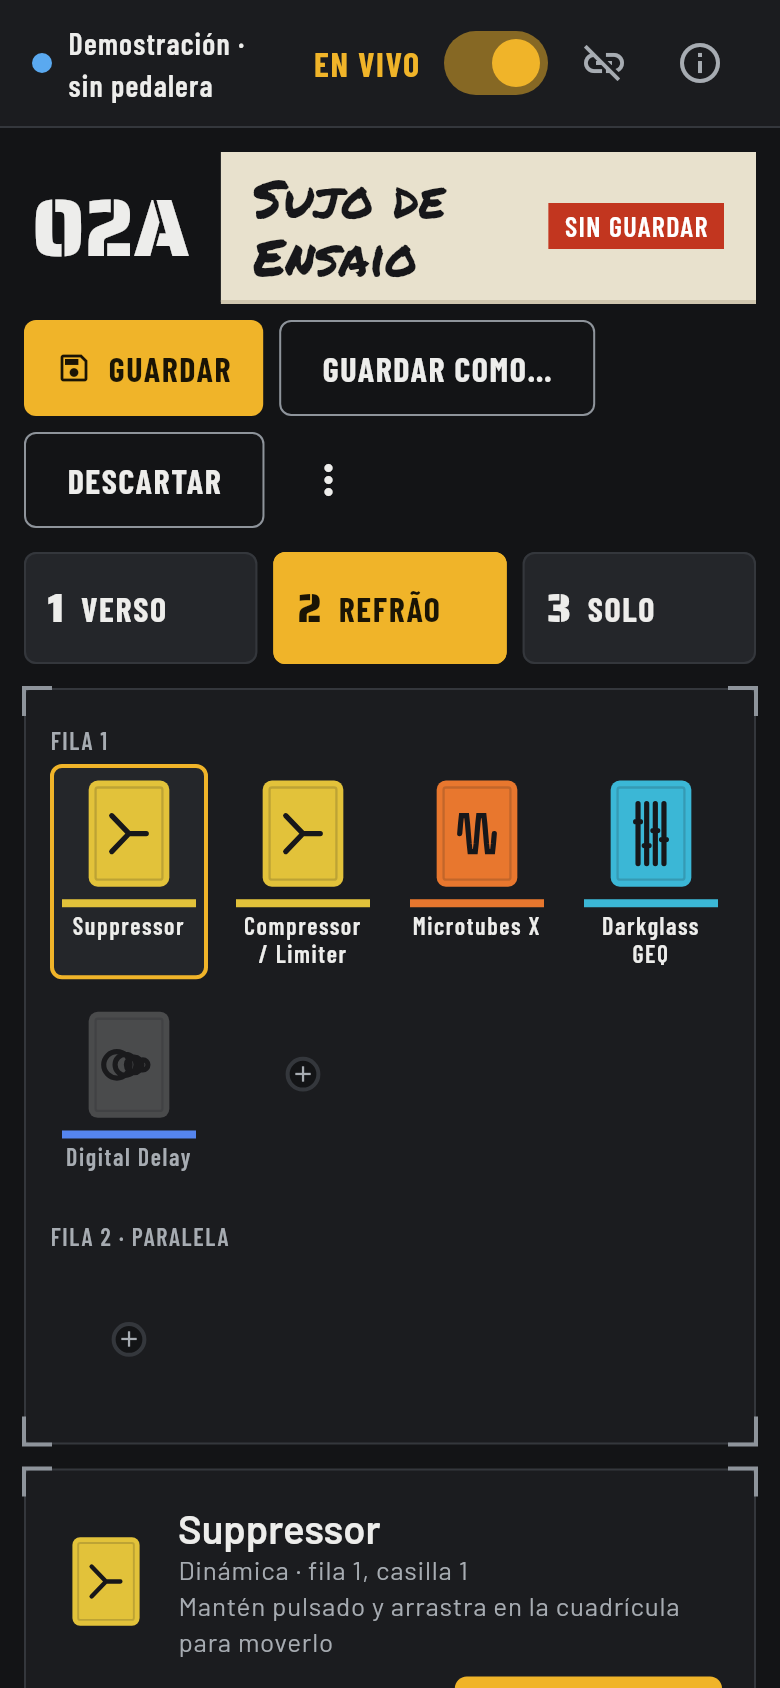 Demostración ·
sin pedalera
EN VIVO
02A
Sujo de
Ensaio
SIN GUARDAR
GUARDAR
GUARDAR COMO...
DESCARTAR
1 VERSO
2 REFRÃO
3 SOLO
FILA 1
Suppressor
Compressor
/ Limiter
Microtubes X
Darkglass
GEQ
Digital Delay
FILA 2 · PARALELA
Suppressor
Dinámica · fila 1, casilla 1
Mantén pulsado y arrastra en la cuadrícula
para moverlo